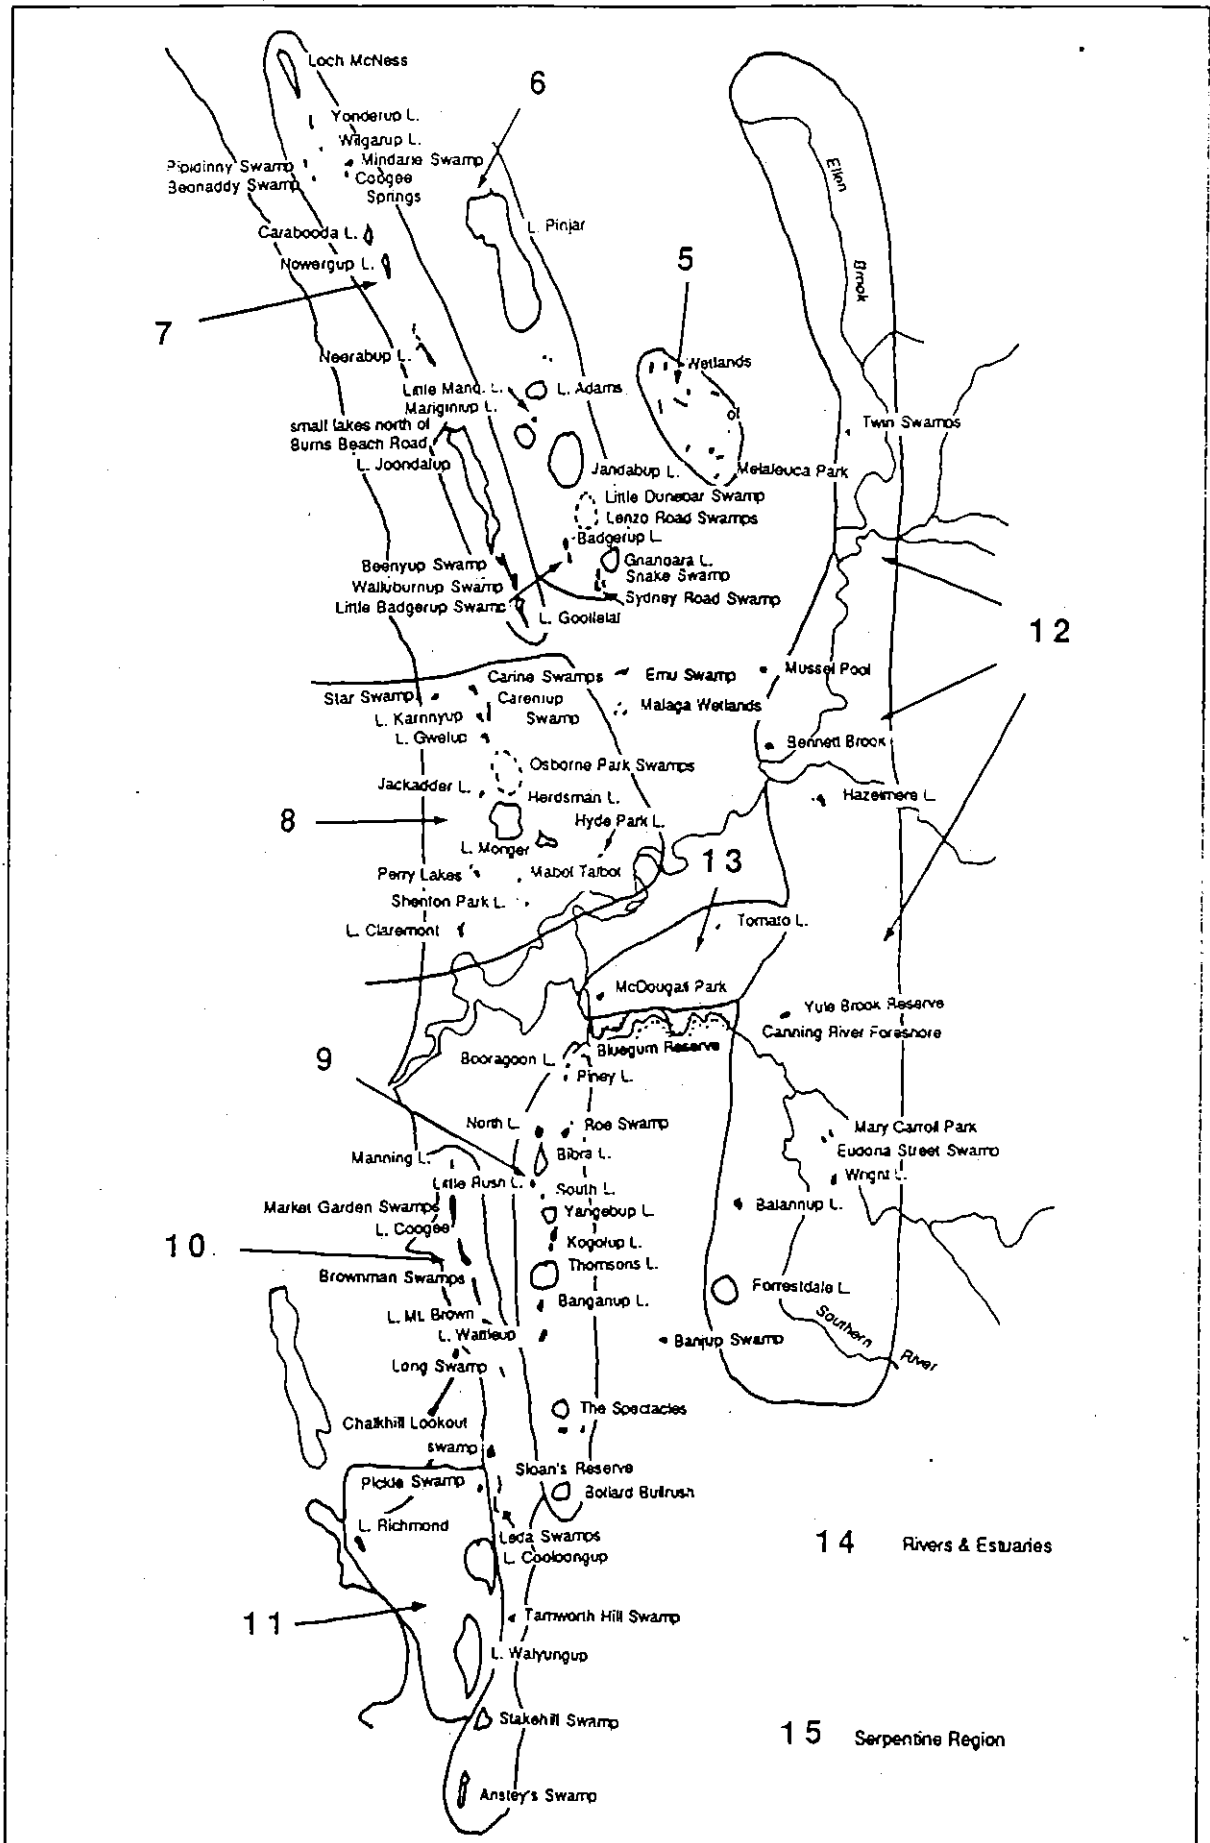 Loch McNess
6
Yonderup L.
Wilgarup L.
Pipidinny Swamp
Mindarie Swamp
Beonaddy Swamp
Coogee
Springs
Ellen
Brook
Carabooda L.
L. Pinjar
Nowergup L.
5
7
Neerabup L.
Wetlands
of
Melaleuca Park
Little Mariq. L.
L. Adams
Mariginiup L.
small lakes north of
Burns Beach Road
Twin Swamps
L. Joondalup
Jandabup L.
Little Dunebar Swamp
Lenzo Road Swamps
Badgerup L.
Beenyup Swamp
Gnangara L.
Walluburnup Swamp
Snake Swamp
Little Badgerup Swamp
Sydney Road Swamp
L. Goollelal
12
Carine Swamps
Emu Swamp
Mussel Pool
Star Swamp
Careniup
Swamp
L. Karinyup
Malaga Wetlands
L. Gwelup
Bennett Brook
Osborne Park Swamps
Jackadder L.
Herdsman L.
Hazelmere L.
8
Hyde Park L.
L. Monger
13
Perry Lakes
Mabel Talbot
Shenton Park L.
L. Claremont
Tomato L.
McDougall Park
Yule Brook Reserve
Canning River Foreshore
9
Booragoon L.
Bluegum Reserve
Piney L.
North L.
Roe Swamp
Mary Carroll Park
Manning L.
Bibra L.
Eudoria Street Swamp
Little Rush L.
South L.
Wright L.
Market Garden Swamps
Yangebup L.
Balannup L.
L. Coogee
10
Kogolup L.
Brownman Swamps
Thomsons L.
Forrestdale L.
L. Mt. Brown
Banganup L.
L. Wattleup
Banjup Swamp
Southern
River
Long Swamp
The Spectacles
Chalkhill Lookout
swamp
Sloan's Reserve
Pickle Swamp
Bollard Bullrush
L. Richmond
Leda Swamps
14 Rivers & Estuaries
L. Cooloongup
11
Tamworth Hill Swamp
L. Walyungup
Stakehill Swamp
15 Serpentine Region
Anstey's Swamp